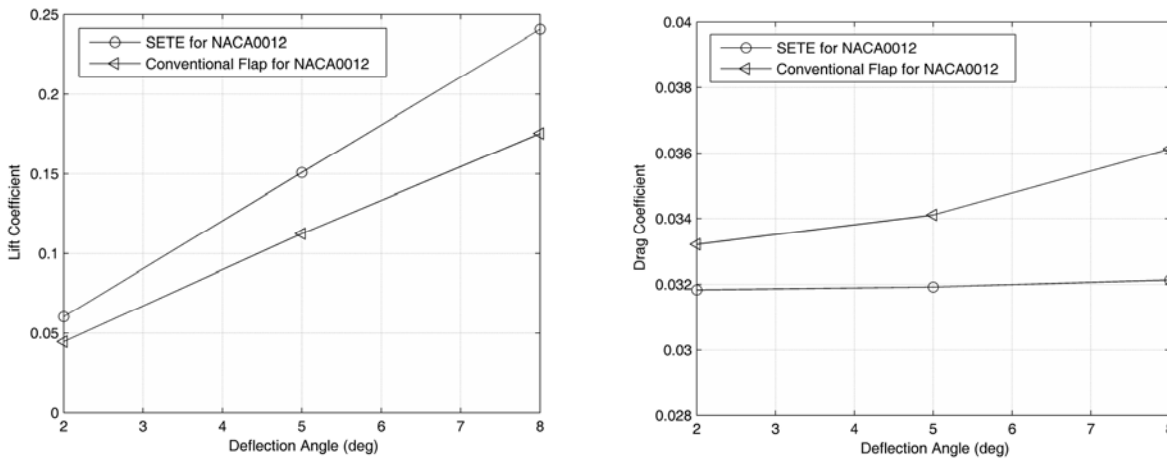 0.25
SETE for NACA0012
Conventional Flap for NACA0012
0.2
0.15
0.1
0.05
0
2 3 4 5 6 7 8
Lift Coefficient
Deflection Angle (deg)
0.04
SETE for NACA0012
Conventional Flap for NACA0012
0.038
0.036
0.034
0.032
0.03
0.028
2 3 4 5 6 7 8
Drag Coefficient
Deflection Angle (deg)